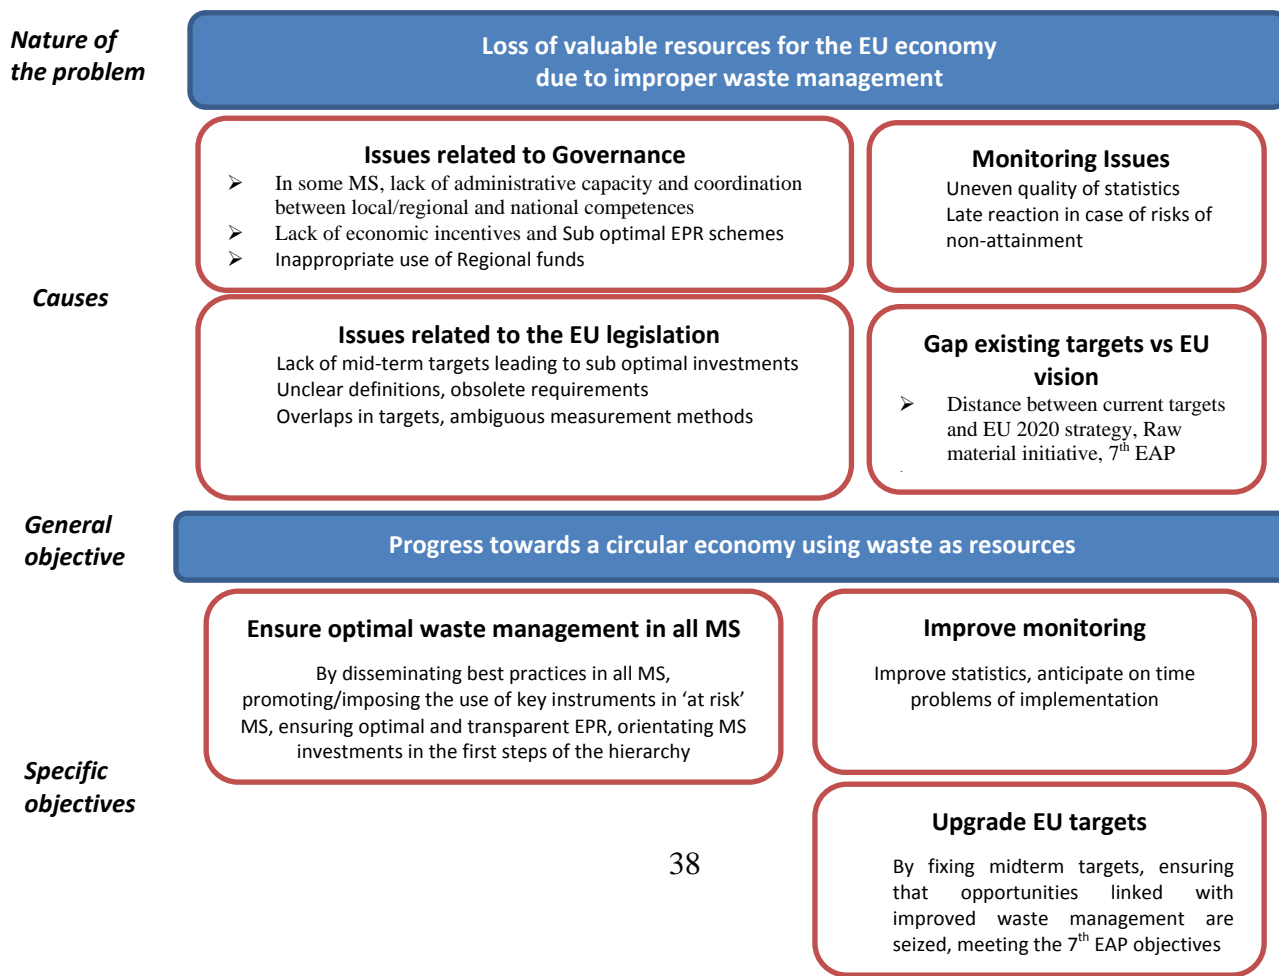 Nature of
the problem
Loss of valuable resources for the EU economy
due to improper waste management
Issues related to Governance
➢ In some MS, lack of administrative capacity and coordination
between local/regional and national competences
➢ Lack of economic incentives and Sub optimal EPR schemes
➢ Inappropriate use of Regional funds
Monitoring Issues
Uneven quality of statistics
Late reaction in case of risks of
non-attainment
Causes
Issues related to the EU legislation
Lack of mid-term targets leading to sub optimal investments
Unclear definitions, obsolete requirements
Overlaps in targets, ambiguous measurement methods
Gap existing targets vs EU
vision
➢ Distance between current targets
and EU 2020 strategy, Raw
material initiative, 7th EAP
.
General
objective
Progress towards a circular economy using waste as resources
Ensure optimal waste management in all MS
By disseminating best practices in all MS,
promoting/imposing the use of key instruments in ‘at risk’
MS, ensuring optimal and transparent EPR, orientating MS
investments in the first steps of the hierarchy
Improve monitoring
Improve statistics, anticipate on time
problems of implementation
Specific
objectives
Upgrade EU targets
By fixing midterm targets, ensuring
that opportunities linked with
improved waste management are
seized, meeting the 7th EAP objectives
38